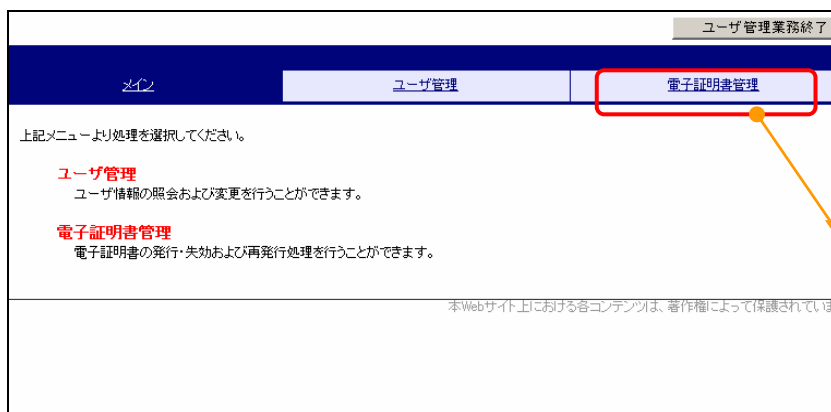 ユーザ管理業務終了
メイン ユーザ管理 電子証明書管理
上記メニューより処理を選択してください。
ユーザ管理
ユーザ情報の照会および変更を行うことができます。
電子証明書管理
電子証明書の発行・失効および再発行処理を行うことができます。
本Webサイト上における各コンテンツは、著作権によって保護されていま